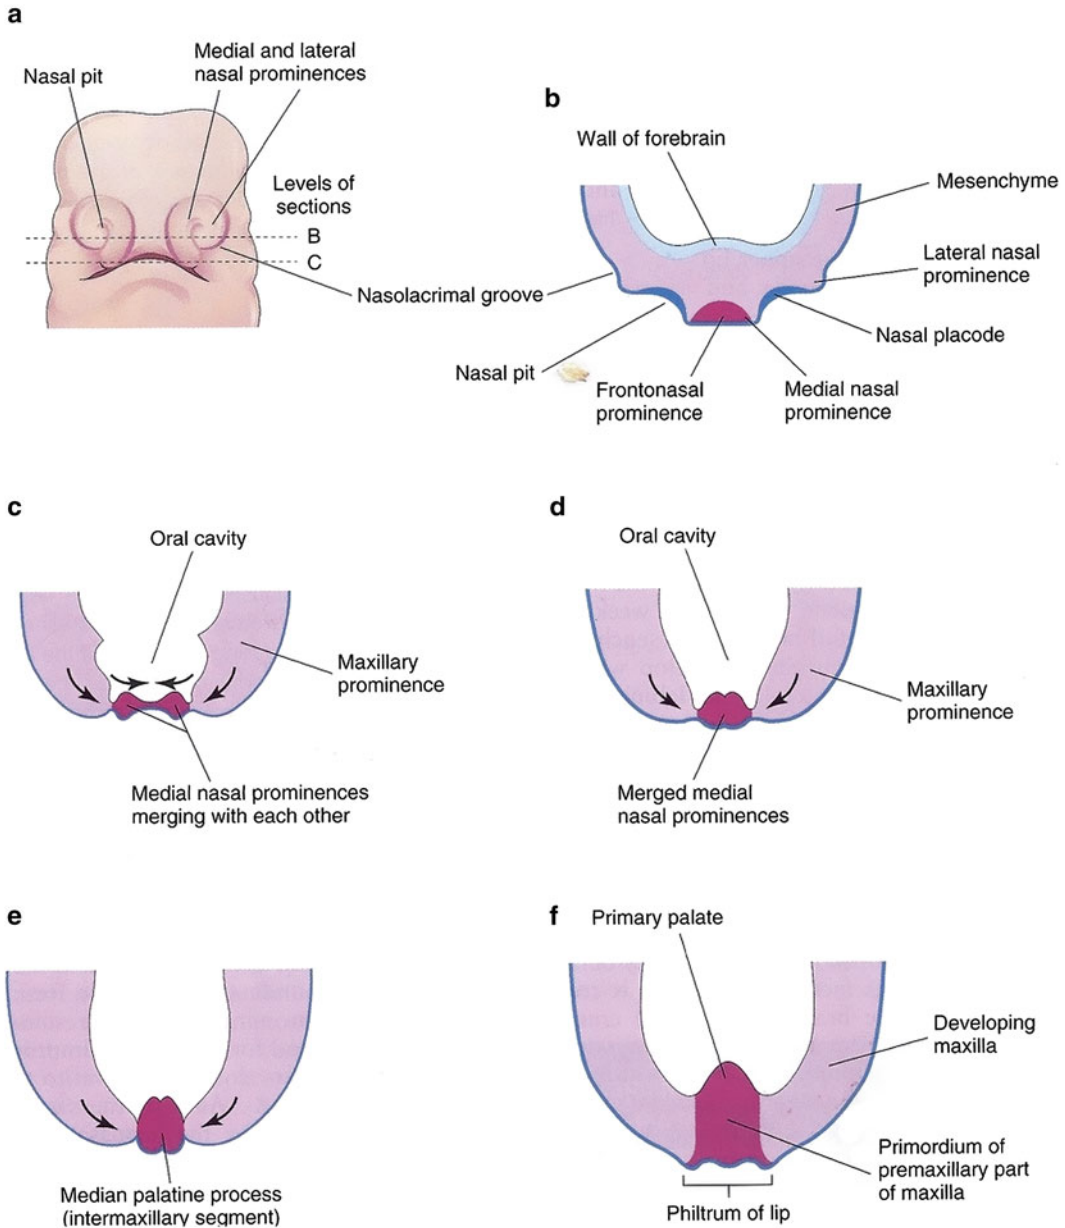 a
Nasal pit
Medial and lateral
nasal prominences
Levels of
sections
B
C
Nasolacrimal groove
b
Wall of forebrain
Mesenchyme
Lateral nasal
prominence
Nasal placode
Nasal pit
Frontonasal
prominence
Medial nasal
prominence
c
Oral cavity
Maxillary
prominence
Medial nasal prominences
merging with each other
d
Oral cavity
Maxillary
prominence
Merged medial
nasal prominences
e
Median palatine process
(intermaxillary segment)
f
Primary palate
Developing
maxilla
Primordium of
premaxillary part
of maxilla
Philtrum of lip